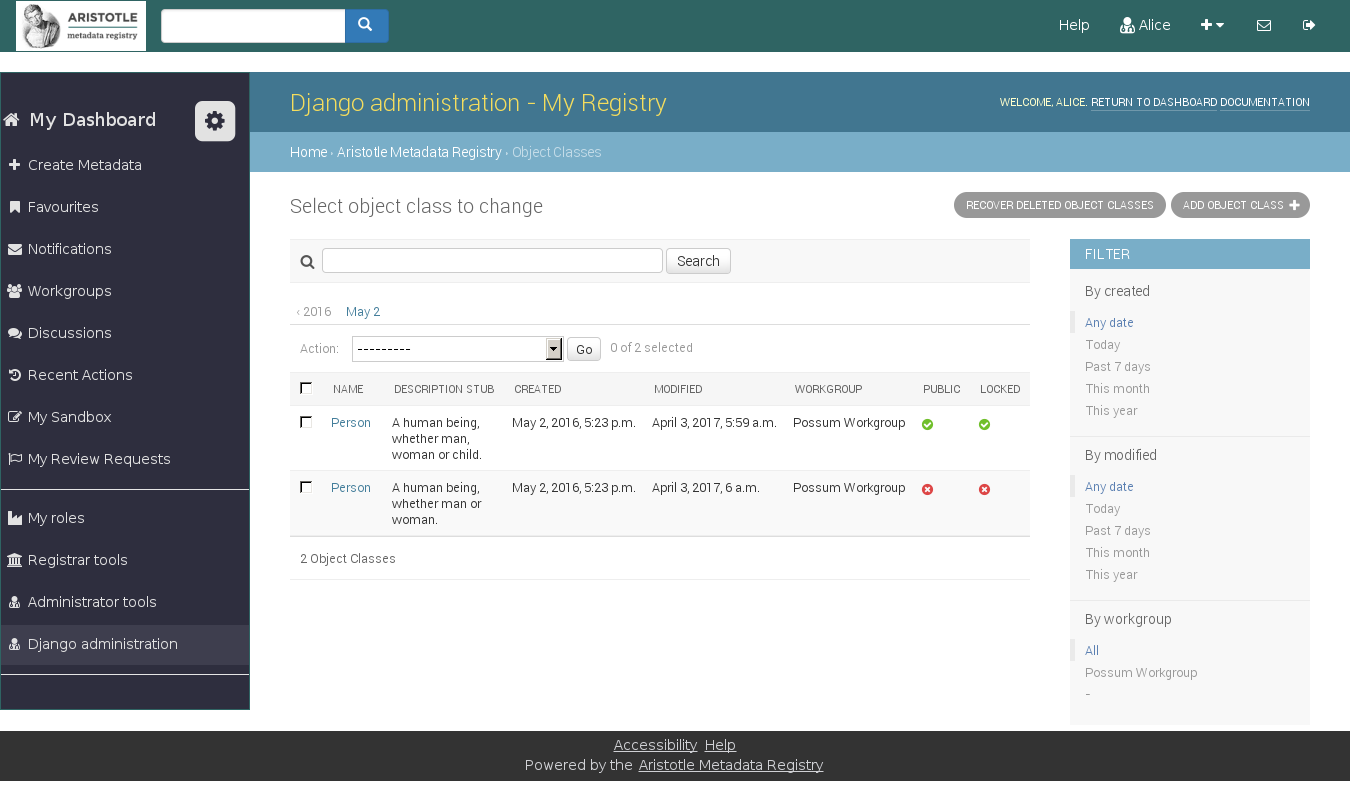 ARISTOTLE
metadata registry
Help Alice
My Dashboard
Create Metadata
Favourites
Notifications
Workgroups
Discussions
Recent Actions
My Sandbox
My Review Requests
My roles
Registrar tools
Administrator tools
Django administration
Django administration - My Registry
WELCOME, ALICE. RETURN TO DASHBOARD DOCUMENTATION
Home › Aristotle Metadata Registry › Object Classes
Select object class to change
RECOVER DELETED OBJECT CLASSES ADD OBJECT CLASS
Search
‹ 2016 May 2
Action: --------- Go 0 of 2 selected
NAME DESCRIPTION STUB CREATED MODIFIED WORKGROUP PUBLIC LOCKED
Person A human being, May 2, 2016, 5:23 p.m. April 3, 2017, 5:59 a.m. Possum Workgroup
whether man,
woman or child.
Person A human being, May 2, 2016, 5:23 p.m. April 3, 2017, 6 a.m. Possum Workgroup
whether man or
woman.
2 Object Classes
FILTER
By created
Any date
Today
Past 7 days
This month
This year
By modified
Any date
Today
Past 7 days
This month
This year
By workgroup
All
Possum Workgroup
-
Accessibility Help
Powered by the Aristotle Metadata Registry